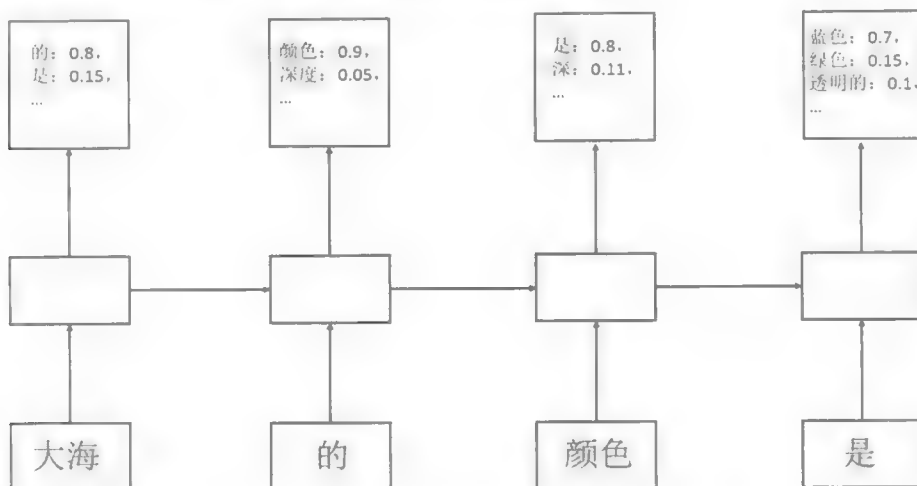 的：0.8，
是：0.15，
...
颜色：0.9，
深度：0.05，
...
是：0.8，
深：0.11，
...
蓝色：0.7，
绿色：0.15，
透明的：0.1，
...
大海
的
颜色
是